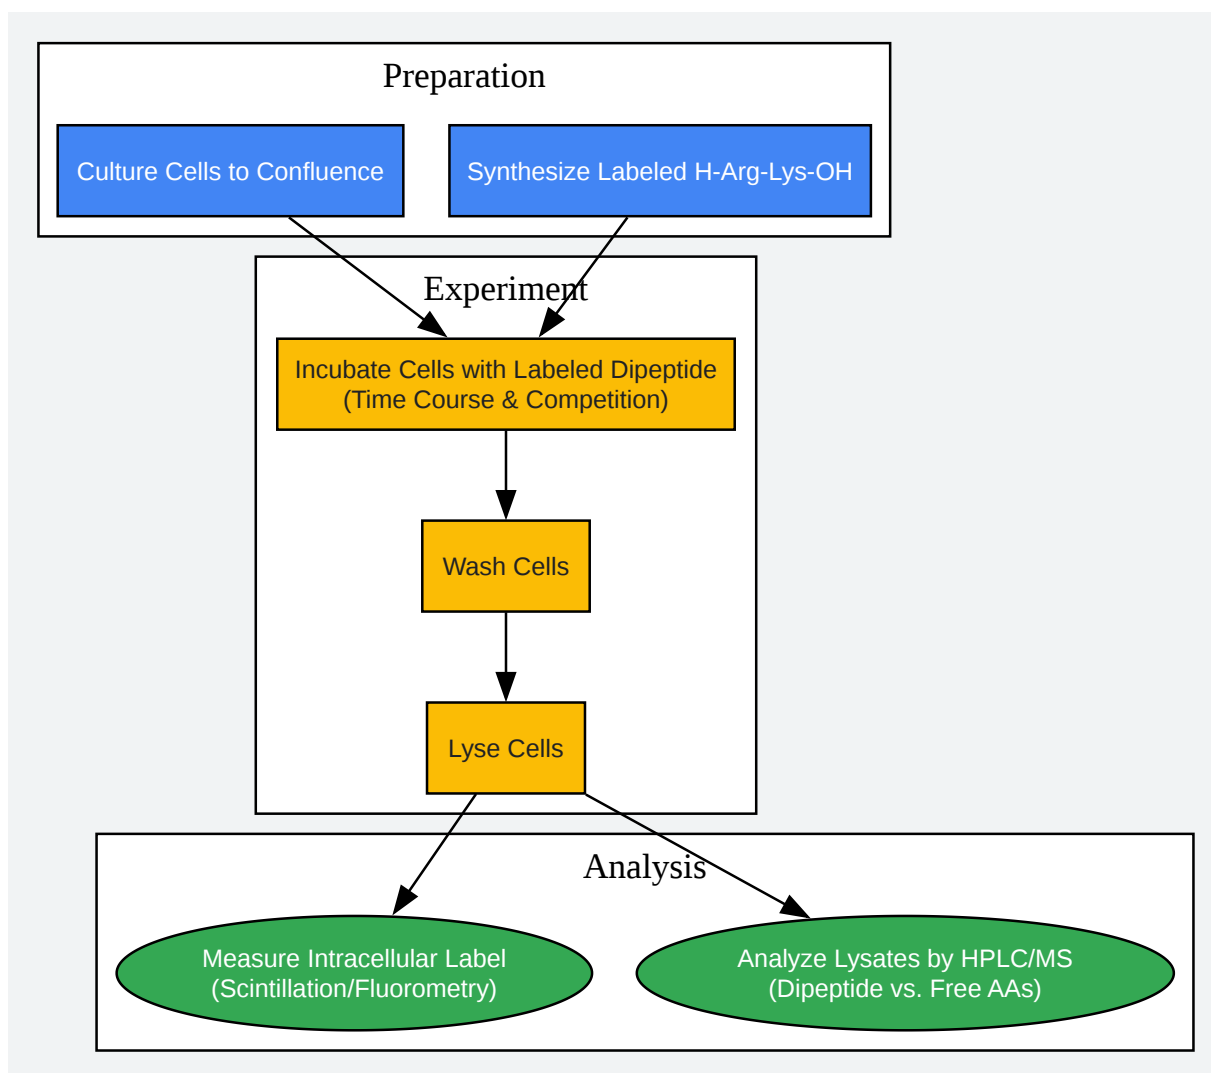 Preparation
Culture Cells to Confluence
Synthesize Labeled H-Arg-Lys-OH
Experiment
Incubate Cells with Labeled Dipeptide
(Time Course & Competition)
Wash Cells
Lyse Cells
Analysis
Measure Intracellular Label
(Scintillation/Fluorometry)
Analyze Lysates by HPLC/MS
(Dipeptide vs. Free AAs)